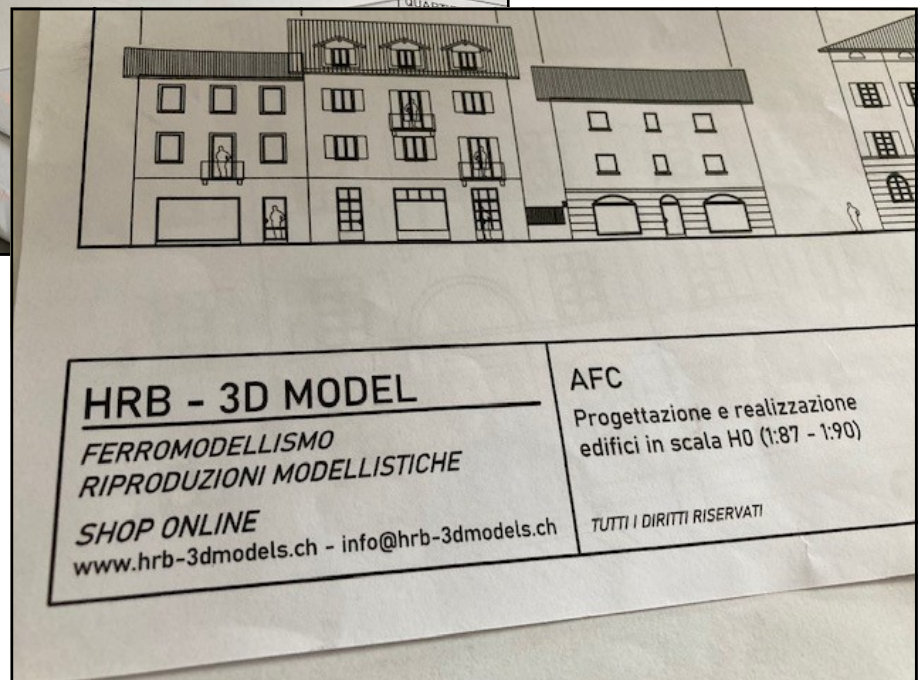 QUARTI
HRB - 3D MODEL
FERROMODELLISMO
RIPRODUZIONI MODELLISTICHE
SHOP ONLINE
www.hrb-3dmodels.ch - info@hrb-3dmodels.ch
AFC
Progettazione e realizzazione
edifici in scala H0 (1:87 - 1:90)
TUTTI I DIRITTI RISERVATI